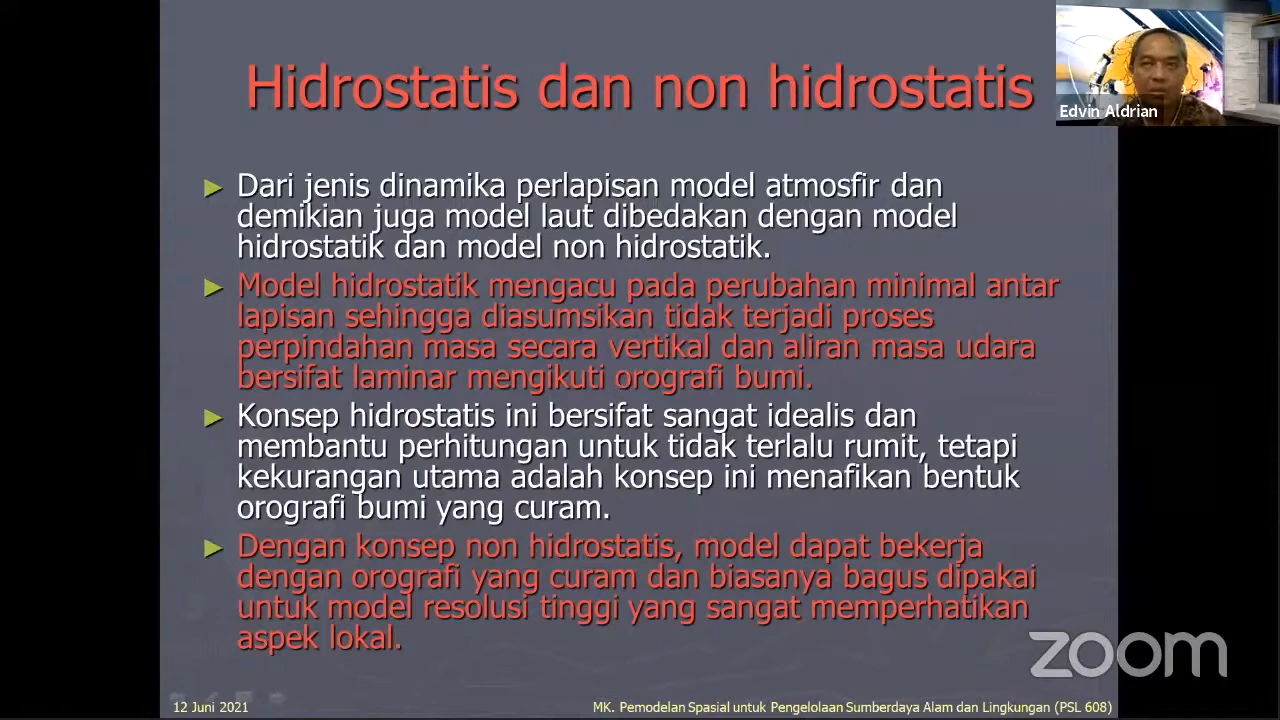 Hidrostatis dan non hidrostatis
Edvin Aldrian
► Dari jenis dinamika perlapisan model atmosfir dan
demikian juga model laut dibedakan dengan model
hidrostatik dan model non hidrostatik.
► Model hidrostatik mengacu pada perubahan minimal antar
lapisan sehingga diasumsikan tidak terjadi proses
perpindahan masa secara vertikal dan aliran masa udara
bersifat laminar mengikuti orografi bumi.
► Konsep hidrostatis ini bersifat sangat idealis dan
membantu perhitungan untuk tidak terlalu rumit, tetapi
kekurangan utama adalah konsep ini menafikan bentuk
orografi bumi yang curam.
► Dengan konsep non hidrostatis, model dapat bekerja
dengan orografi yang curam dan biasanya bagus dipakai
untuk model resolusi tinggi yang sangat memperhatikan
aspek lokal.
zoom
12 Juni 2021
MK. Pemodelan Spasial untuk Pengelolaan Sumberdaya Alam dan Lingkungan (PSL 608)